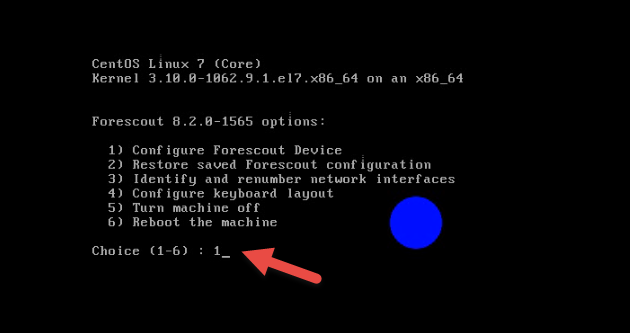 CentOS Linux 7 (Core)
Kernel 3.10.0-1062.9.1.el7.x86_64 on an x86_64
Forescout 8.2.0-1565 options:
1) Configure Forescout Device
2) Restore saved Forescout configuration
3) Identify and renumber network interfaces
4) Configure keyboard layout
5) Turn machine off
6) Reboot the machine
Choice (1-6) : 1_